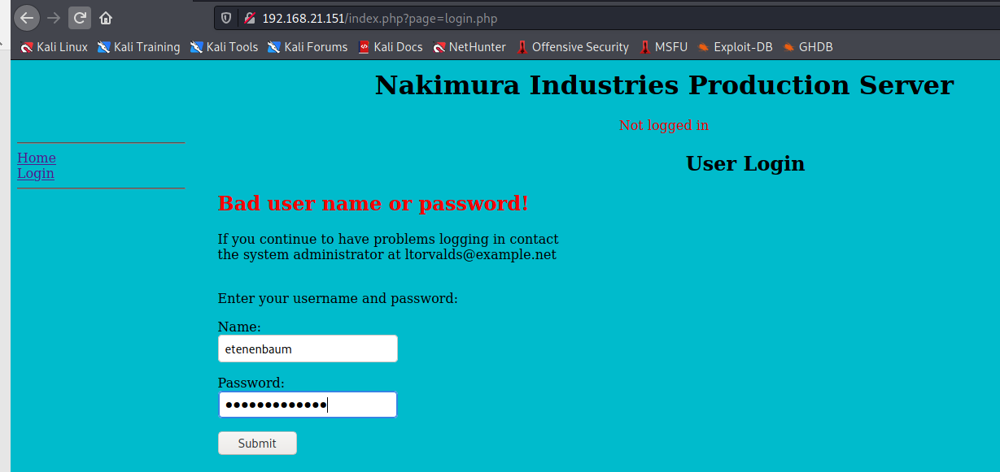 192.168.21.151/index.php?page=login.php
Kali Linux Kali Training Kali Tools Kali Forums Kali Docs NetHunter Offensive Security MSFU Exploit-DB GHDB
Nakimura Industries Production Server
Not logged in
Home
Login
User Login
Bad user name or password!
If you continue to have problems logging in contact
the system administrator at ltorvalds@example.net
Enter your username and password:
Name:
etenenbaum
Password:
•••••••••••••
Submit